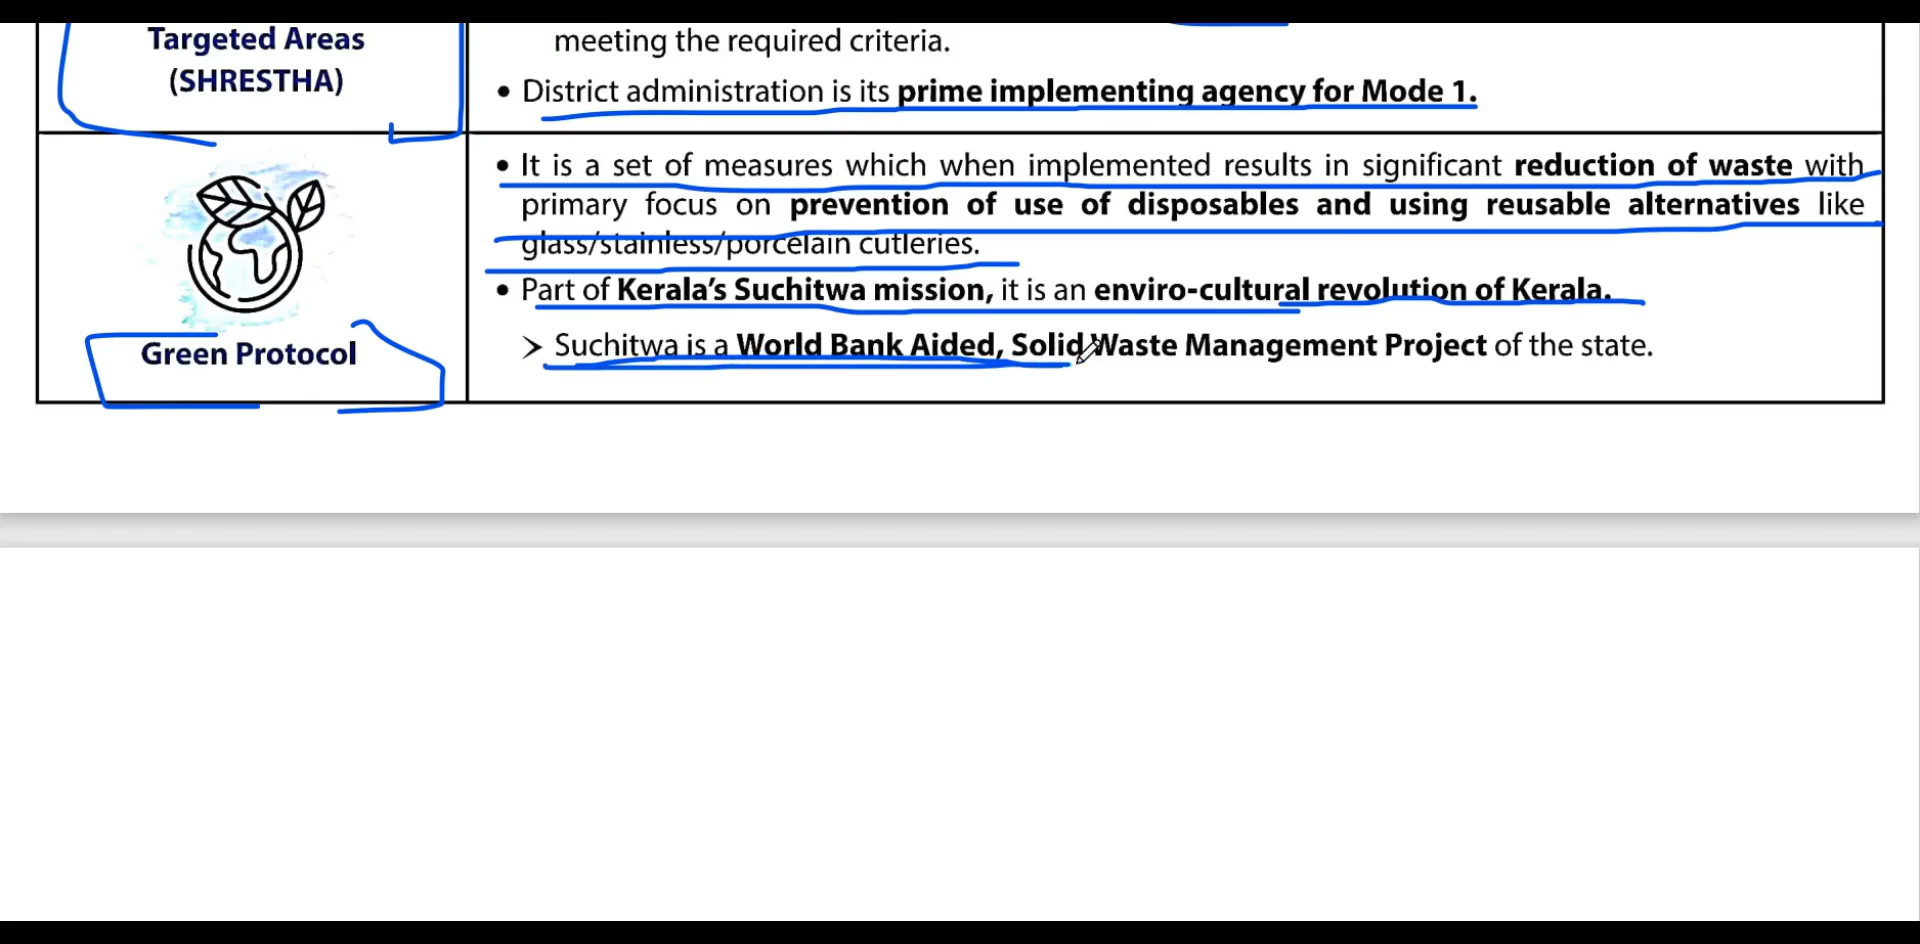 Targeted Areas
(SHRESTHA)
meeting the required criteria.
• District administration is its prime implementing agency for Mode 1.
Green Protocol
• It is a set of measures which when implemented results in significant reduction of waste with
primary focus on prevention of use of disposables and using reusable alternatives like
glass/stainless/porcelain cutleries.
• Part of Kerala’s Suchitwa mission, it is an enviro-cultural revolution of Kerala.
➢ Suchitwa is a World Bank Aided, Solid Waste Management Project of the state.